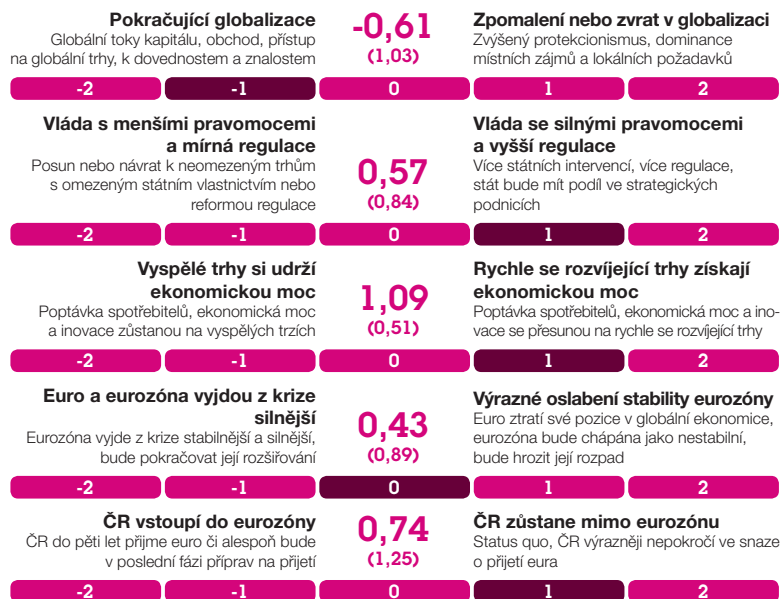 Pokračující globalizace
Globální toky kapitálu, obchod, přístup
na globální trhy, k dovednostem a znalostem
-0,61
(1,03)
Zpomalení nebo zvrat v globalizaci
Zvýšený protekcionismus, dominance
místních zájmů a lokálních požadavků
-2 -1 0 1 2
Vláda s menšími pravomocemi
a mírná regulace
Posun nebo návrat k neomezeným trhům
s omezeným státním vlastnictvím nebo
reformou regulace
0,57
(0,84)
Vláda se silnými pravomocemi
a vyšší regulace
Více státních intervencí, více regulace,
stát bude mít podíl ve strategických
podnicích
-2 -1 0 1 2
Vyspělé trhy si udrží
ekonomickou moc
Poptávka spotřebitelů, ekonomická moc
a inovace zůstanou na vyspělých trzích
1,09
(0,51)
Rychle se rozvíjející trhy získají
ekonomickou moc
Poptávka spotřebitelů, ekonomická moc a ino-
vace se přesunou na rychle se rozvíjející trhy
-2 -1 0 1 2
Euro a eurozóna vyjdou z krize
silnější
Eurozóna vyjde z krize stabilnější a silnější,
bude pokračovat její rozšiřování
0,43
(0,89)
Výrazné oslabení stability eurozóny
Euro ztratí své pozice v globální ekonomice,
eurozóna bude chápána jako nestabilní,
bude hrozit její rozpad
-2 -1 0 1 2
ČR vstoupí do eurozóny
ČR do pěti let přijme euro či alespoň bude
v poslední fázi příprav na přijetí
0,74
(1,25)
ČR zůstane mimo eurozónu
Status quo, ČR výrazněji nepokročí ve snaze
o přijetí eura
-2 -1 0 1 2